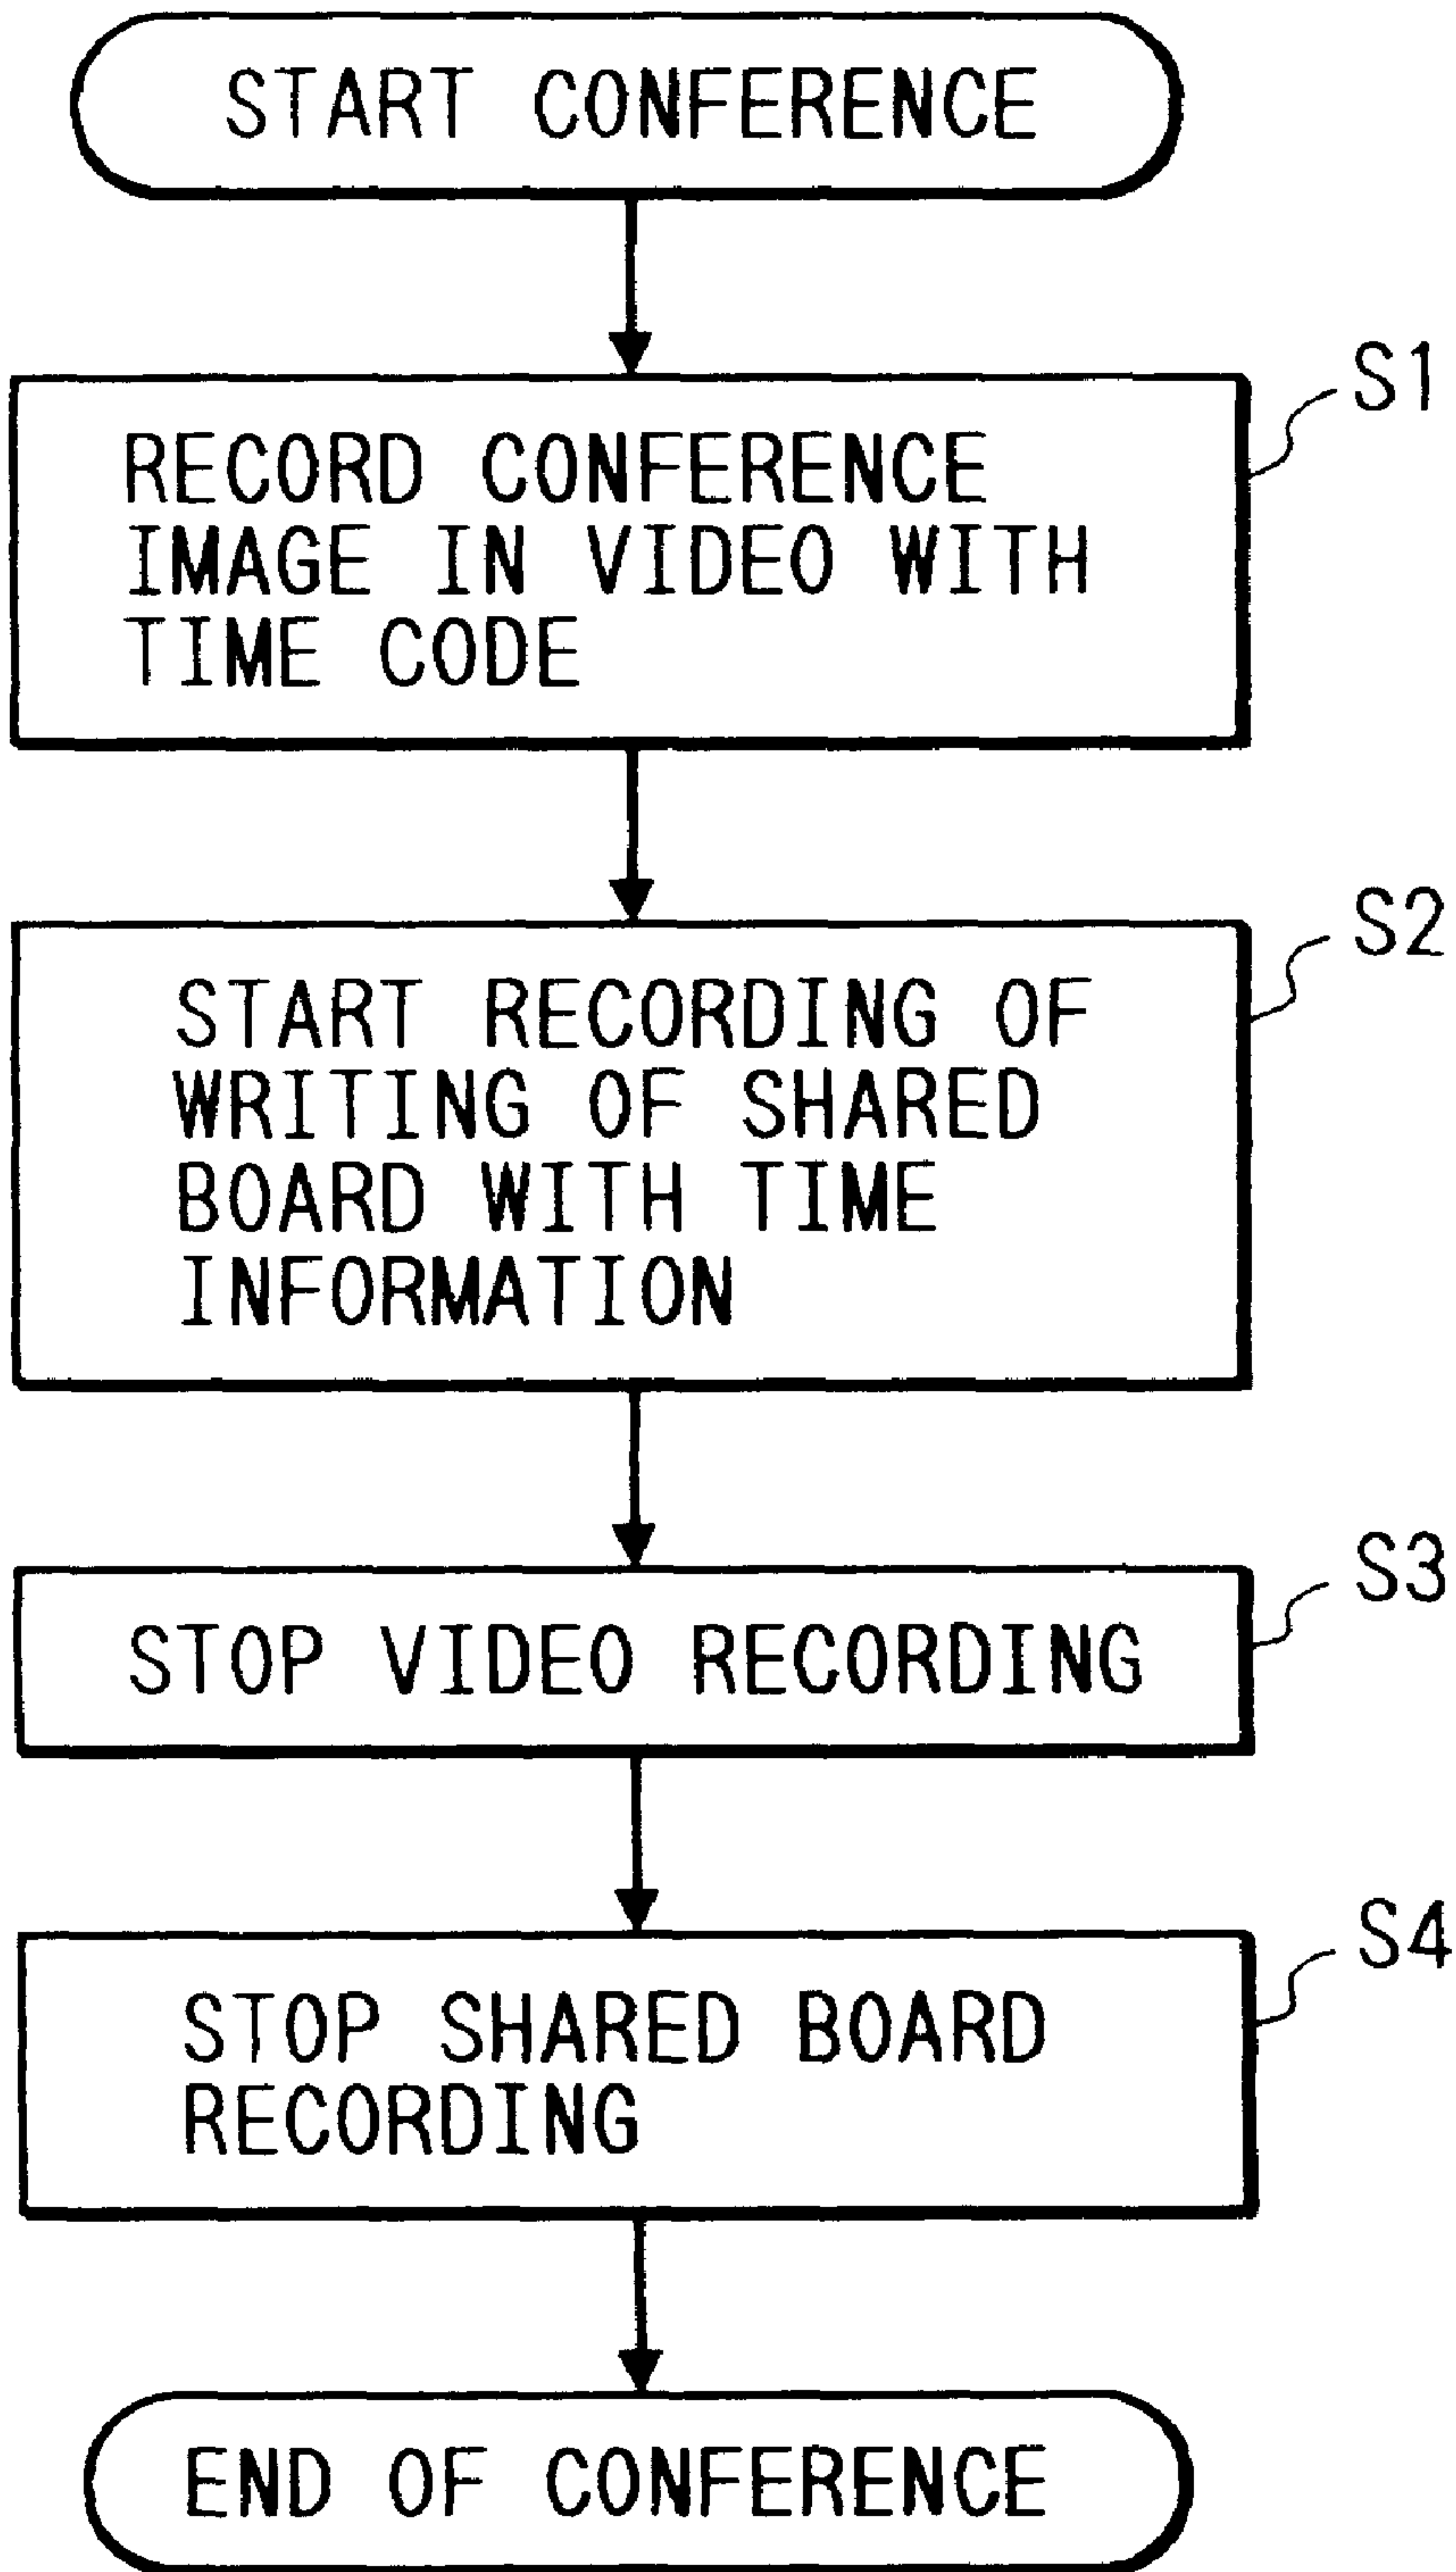 START CONFERENCE
S1
RECORD CONFERENCE
IMAGE IN VIDEO WITH
TIME CODE
S2
START RECORDING OF
WRITING OF SHARED
BOARD WITH TIME
INFORMATION
S3
STOP VIDEO RECORDING
S4
STOP SHARED BOARD
RECORDING
END OF CONFERENCE